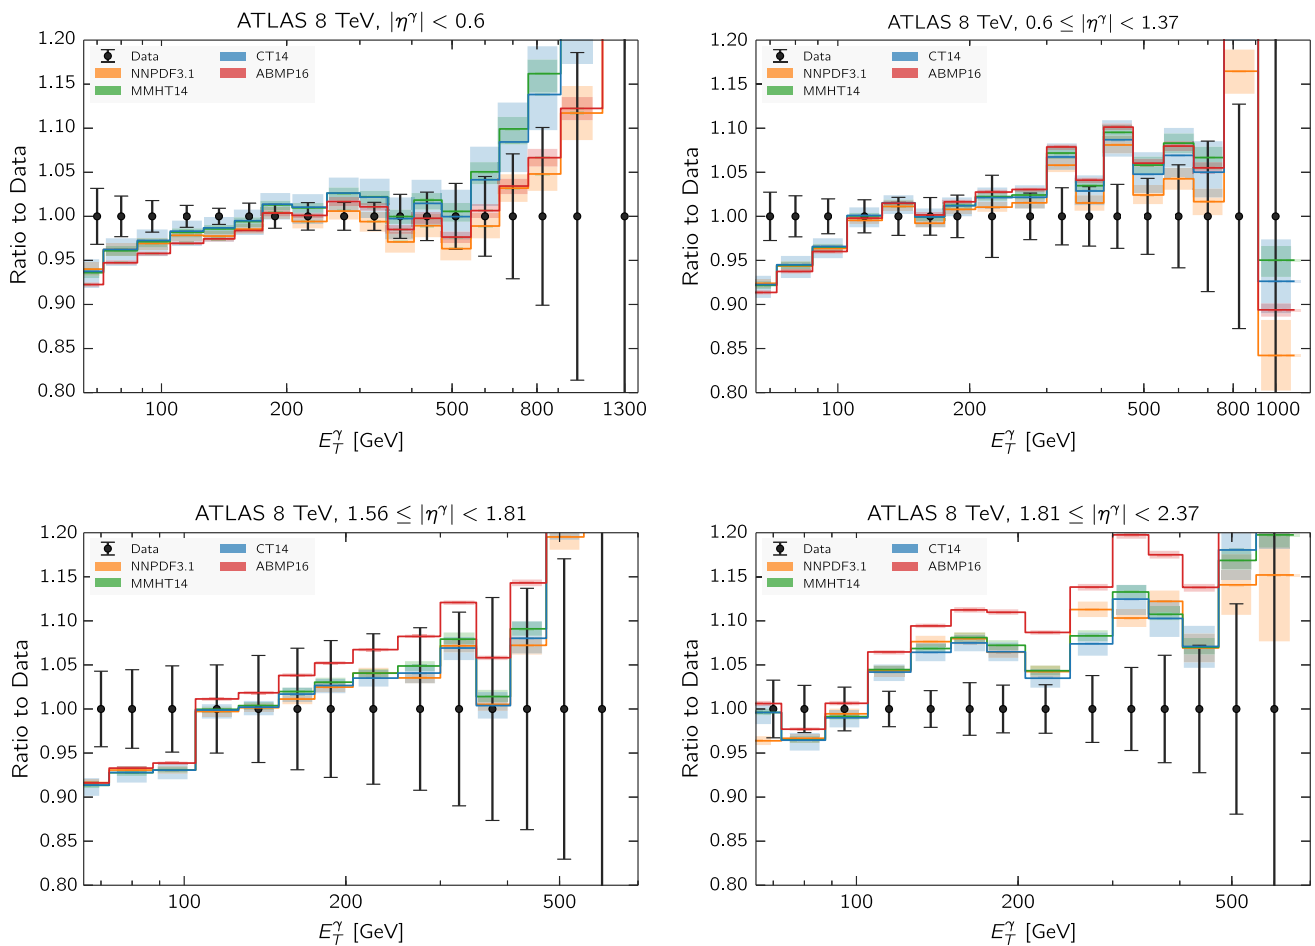 ATLAS 8 TeV, |η^γ| < 0.6
Ratio to Data
1.20
1.15
1.10
1.05
1.00
0.95
0.90
0.85
0.80
Data
NNPDF3.1
MMHT14
CT14
ABMP16
100 200 500 800 1300
E_T^γ [GeV]
ATLAS 8 TeV, 0.6 ≤ |η^γ| < 1.37
Ratio to Data
1.20
1.15
1.10
1.05
1.00
0.95
0.90
0.85
0.80
Data
NNPDF3.1
MMHT14
CT14
ABMP16
100 200 500 800 1000
E_T^γ [GeV]
ATLAS 8 TeV, 1.56 ≤ |η^γ| < 1.81
Ratio to Data
1.20
1.15
1.10
1.05
1.00
0.95
0.90
0.85
0.80
Data
NNPDF3.1
MMHT14
CT14
ABMP16
100 200 500
E_T^γ [GeV]
ATLAS 8 TeV, 1.81 ≤ |η^γ| < 2.37
Ratio to Data
1.20
1.15
1.10
1.05
1.00
0.95
0.90
0.85
0.80
Data
NNPDF3.1
MMHT14
CT14
ABMP16
100 200 500
E_T^γ [GeV]